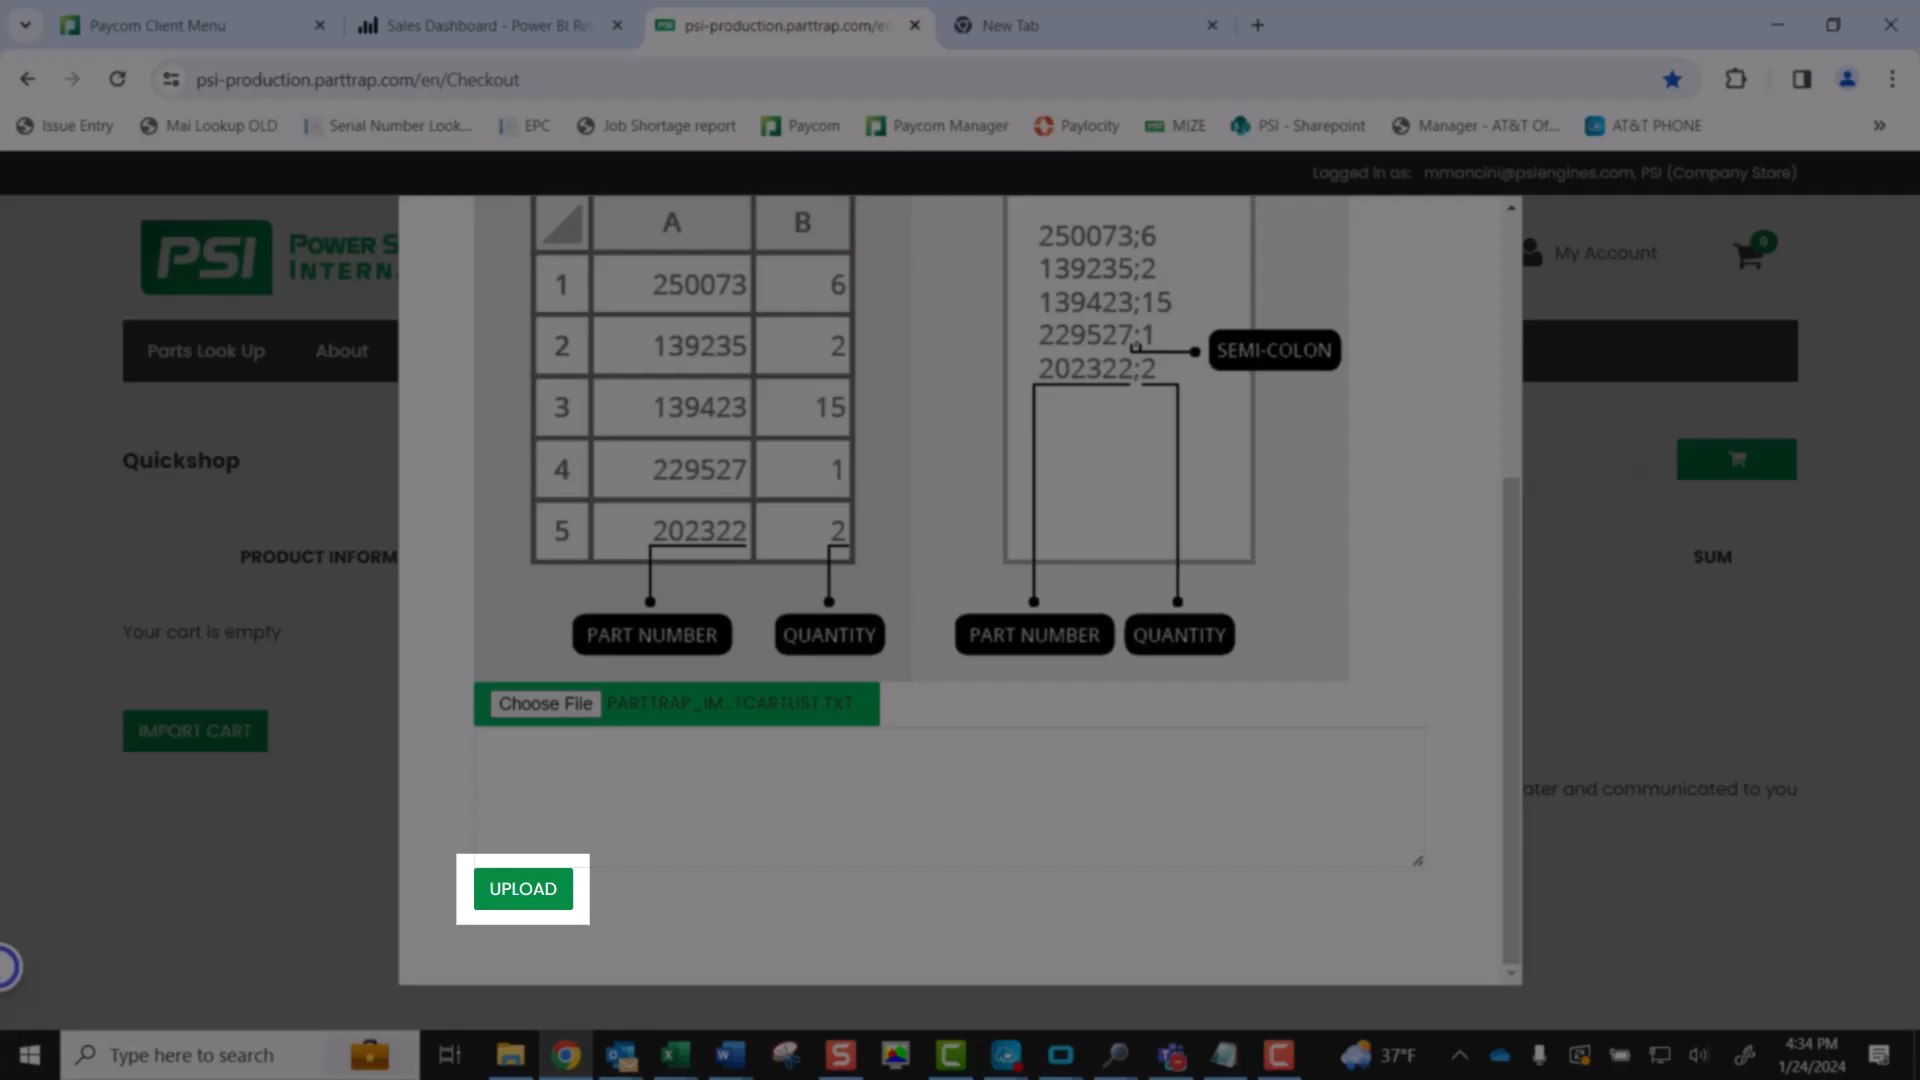 Paycom Client Menu
Sales Dashboard - Power BI Re
psi-production.parttrap.com/en
New Tab
psi-production.parttrap.com/en/Checkout
Issue Entry
Mai Lookup OLD
Serial Number Look...
EPC
Job Shortage report
Paycom
Paycom Manager
Paylocity
MIZE
PSI - Sharepoint
Manager - AT&T Of...
AT&T PHONE
Logged in as: mmancini@psiengines.com, PSI (Company Store)
PSI
POWER S
INTERN
My Account
0
Parts Look Up
About
Quickshop
PRODUCT INFORM
SUM
Your cart is empty
IMPORT CART
ater and communicated to you
A B
1 250073 6
2 139235 2
3 139423 15
4 229527 1
5 202322 2
PART NUMBER
QUANTITY
250073;6
139235;2
139423;15
229527;1
202322;2
SEMI-COLON
PART NUMBER
QUANTITY
Choose File PARTTRAP_IM...TCARTLIST.TXT
UPLOAD
Type here to search
37°F
4:34 PM
1/24/2024